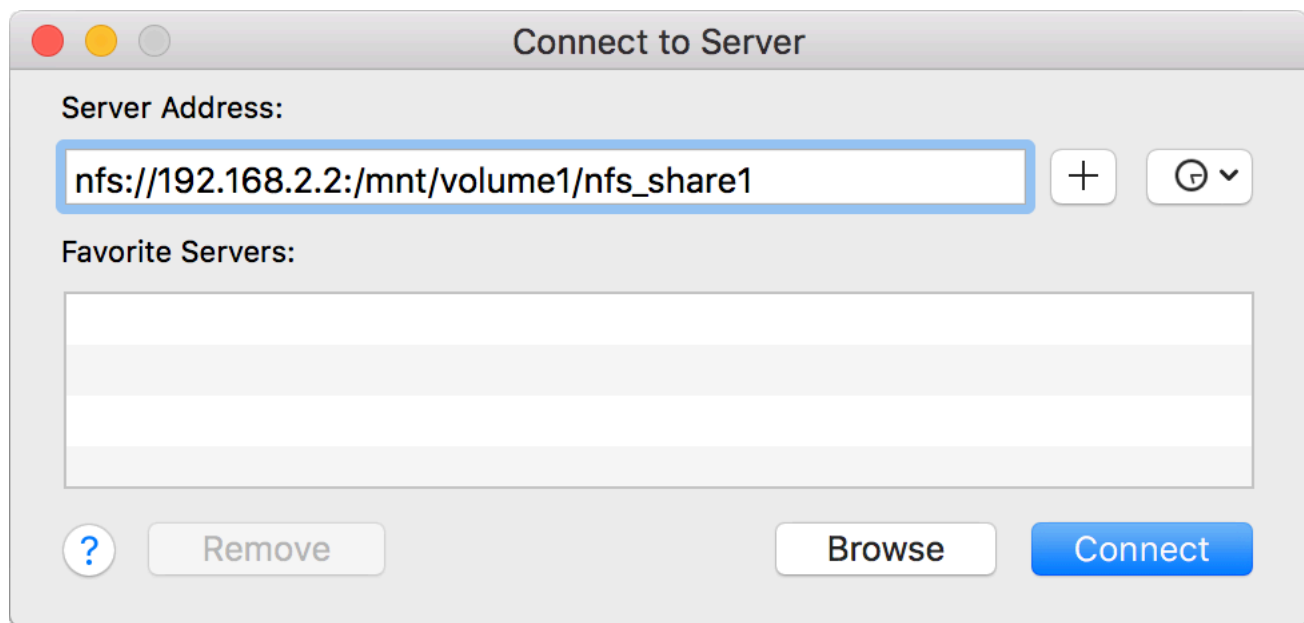 Connect to Server
Server Address:
nfs://192.168.2.2:/mnt/volume1/nfs_share1
Favorite Servers:
? Remove Browse Connect